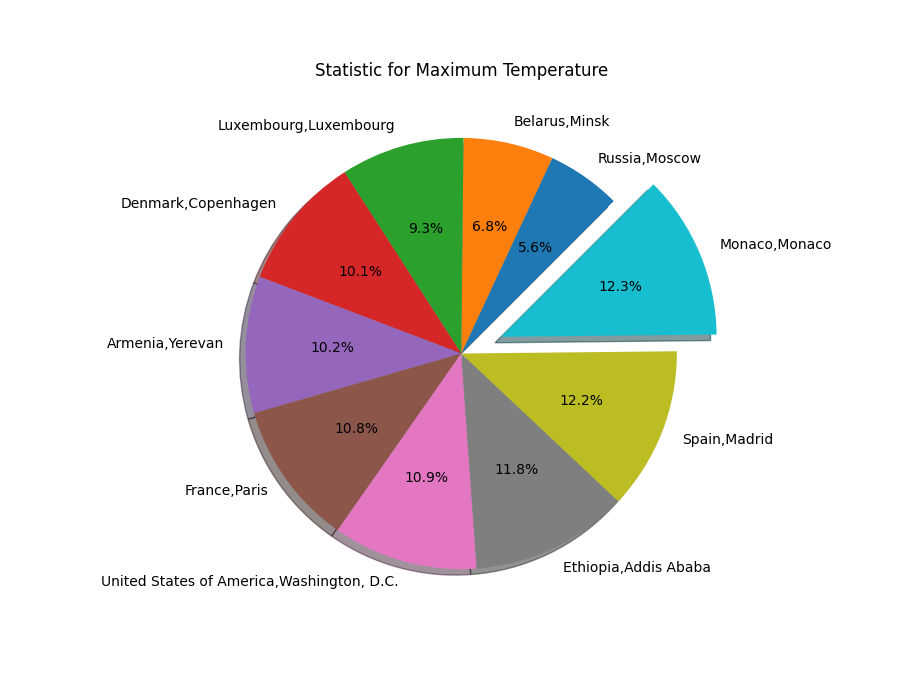 Statistic for Maximum Temperature
Belarus,Minsk
Luxembourg,Luxembourg
Russia,Moscow
Denmark,Copenhagen
Monaco,Monaco
Armenia,Yerevan
Spain,Madrid
France,Paris
Ethiopia,Addis Ababa
United States of America,Washington, D.C.
6.8%
9.3%
5.6%
10.1%
12.3%
10.2%
12.2%
10.8%
11.8%
10.9%